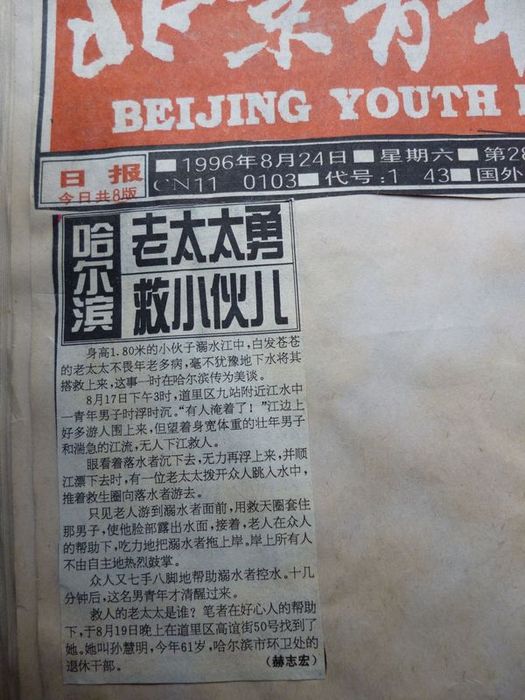 北京青年
BEIJING YOUTH
日报
今日共8版
■1996年8月24日■星期六■第28
CN11 0103■代号:1 43■国外
哈尔滨
老太太勇
救小伙儿
身高1.80米的小伙子溺水江中,白发苍苍
的老太太不畏年老多病,毫不犹豫地下水将其
搭救上来,这事一时在哈尔滨传为美谈。
8月17日下午3时,道里区九站附近江水中
一青年男子时浮时沉。“有人淹着了!”江边上
好多游人围上来,但望着身宽体重的壮年男子
和湍急的江流,无人下江救人。
眼看着落水者沉下去,无力再浮上来,并顺
江漂下去时,有一位老太太拨开众人跳入水中,
推着救生圈向落水者游去。
只见老人游到溺水者面前,用救天圈套住
那男子,使他脸部露出水面,接着,老人在众人
的帮助下,吃力地把溺水者拖上岸。岸上所有人
不由自主地热烈鼓掌。
众人又七手八脚地帮助溺水者控水。十几
分钟后,这名男青年才清醒过来。
救人的老太太是谁?笔者在好心人的帮助
下,于8月19日晚上在道里区高谊街50号找到了
她。她叫孙慧明,今年61岁,哈尔滨市环卫处的
退休干部。
(赫志宏)